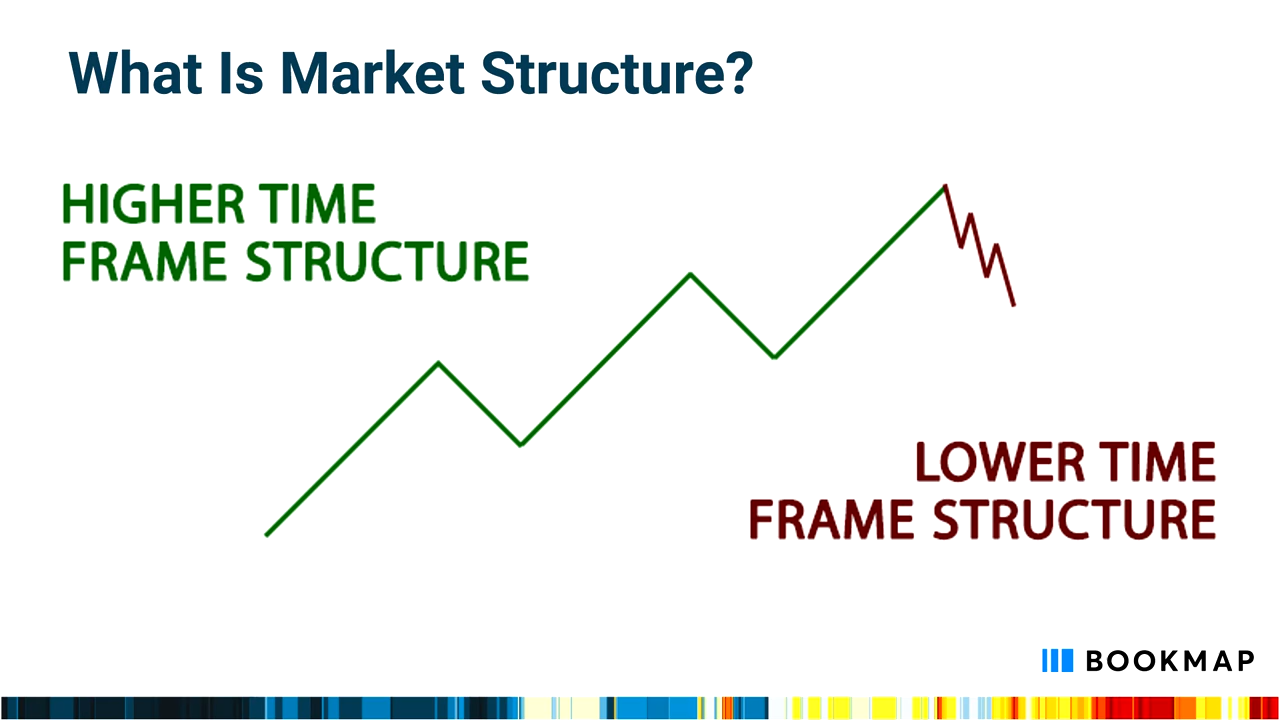 What Is Market Structure?
HIGHER TIME
FRAME STRUCTURE
LOWER TIME
FRAME STRUCTURE
BOOKMAP